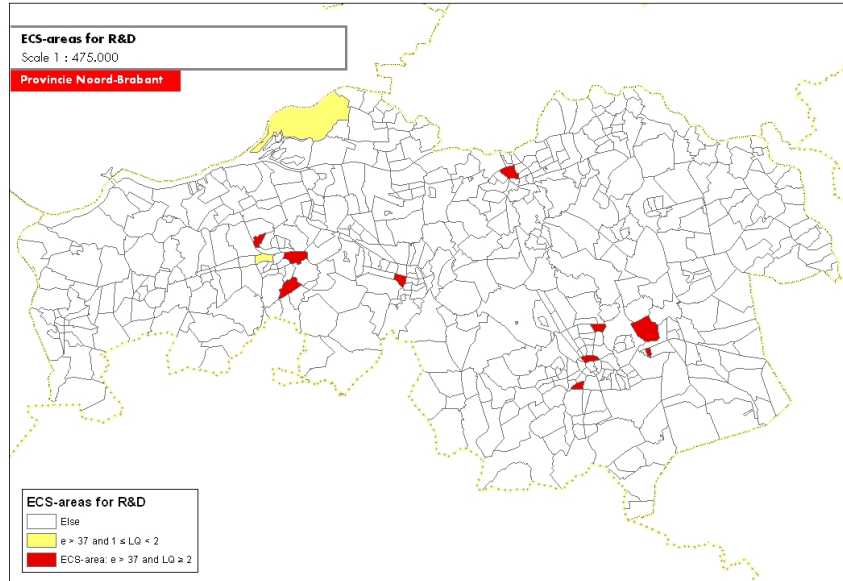 ECS-areas for R&D
Scale 1 : 475.000
Provincie Noord-Brabant
ECS-areas for R&D
Else
e > 37 and 1 ≤ LQ < 2
ECS-area: e > 37 and LQ ≥ 2